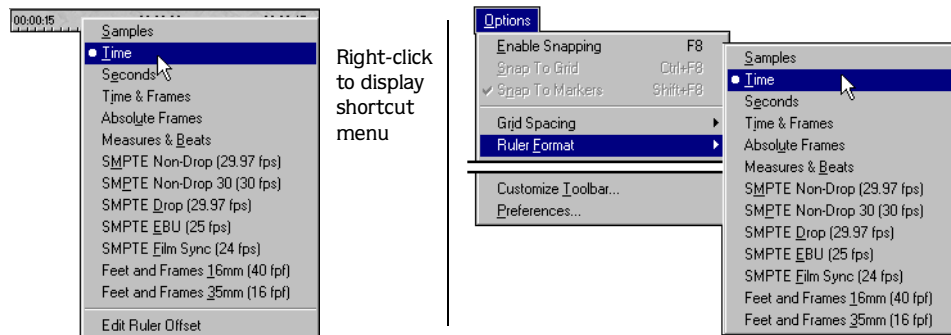 00:00:15
Samples
Time
Seconds
Time & Frames
Absolute Frames
Measures & Beats
SMPTE Non-Drop (29.97 fps)
SMPTE Non-Drop 30 (30 fps)
SMPTE Drop (29.97 fps)
SMPTE EBU (25 fps)
SMPTE Film Sync (24 fps)
Feet and Frames 16mm (40 fpf)
Feet and Frames 35mm (16 fpf)
Edit Ruler Offset
Right-click
to display
shortcut
menu
Options
Enable Snapping F8
Snap To Grid Ctrl+F8
Snap To Markers Shift+F8
Grid Spacing
Ruler Format
Customize Toolbar...
Preferences...
Samples
Time
Seconds
Time & Frames
Absolute Frames
Measures & Beats
SMPTE Non-Drop (29.97 fps)
SMPTE Non-Drop 30 (30 fps)
SMPTE Drop (29.97 fps)
SMPTE EBU (25 fps)
SMPTE Film Sync (24 fps)
Feet and Frames 16mm (40 fpf)
Feet and Frames 35mm (16 fpf)